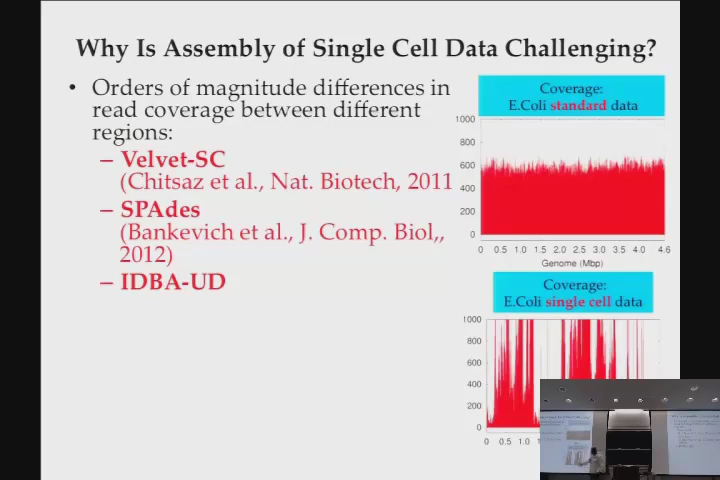 Why Is Assembly of Single Cell Data Challenging?
• Orders of magnitude differences in
read coverage between different
regions:
– Velvet-SC
(Chitsaz et al., Nat. Biotech, 2011
– SPAdes
(Bankevich et al., J. Comp. Biol,,
2012)
– IDBA-UD
Coverage:
E.Coli standard data
1000
800
600
400
200
0
0 0.5 1.0 1.5 2.0 2.5 3.0 3.5 4.0 4.6
Genome (Mbp)
Coverage:
E.Coli single cell data
1000
800
600
400
200
0
0 0.5 1.0